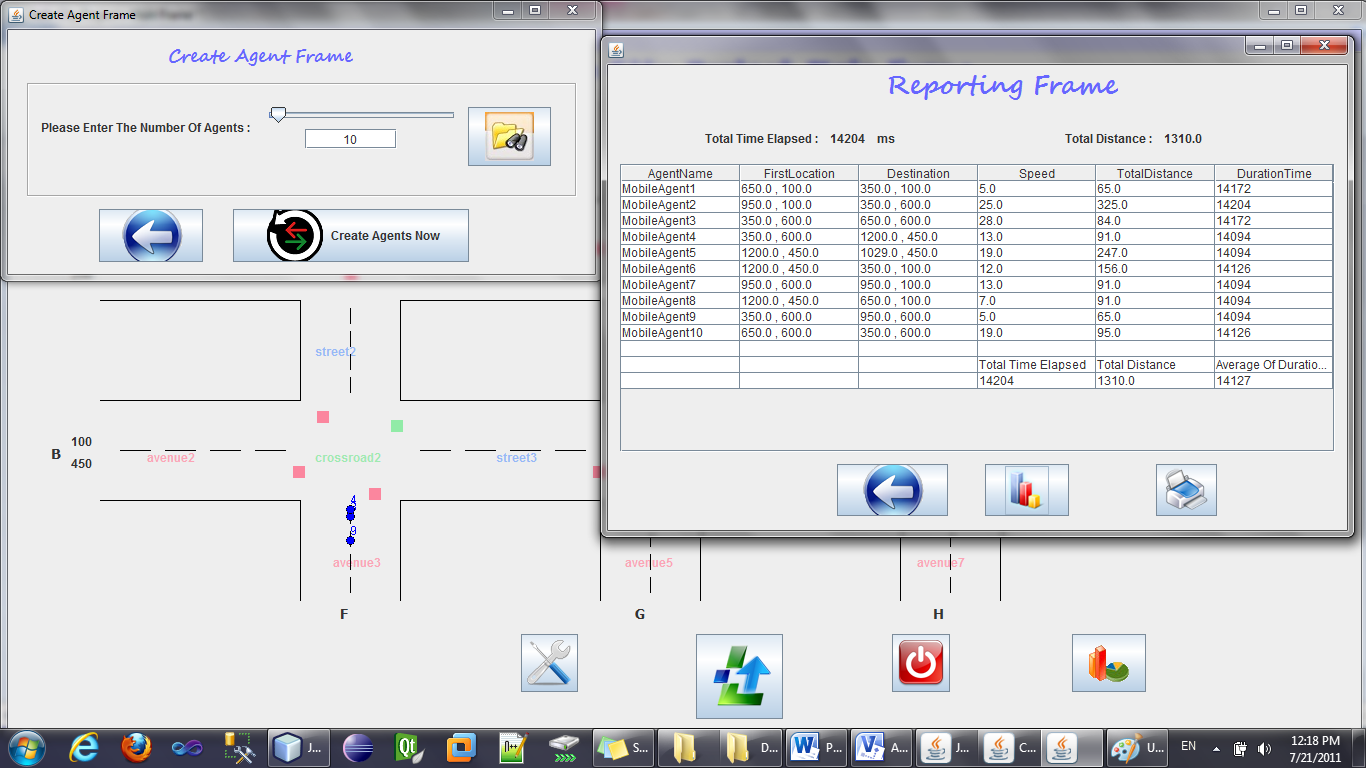 Create Agent Frame
Create Agent Frame
Please Enter The Number Of Agents :
10
Create Agents Now
Reporting Frame
Total Time Elapsed : 14204 ms Total Distance : 1310.0
AgentName FirstLocation Destination Speed TotalDistance DurationTime
MobileAgent1 650.0 , 100.0 350.0 , 100.0 5.0 65.0 14172
MobileAgent2 950.0 , 100.0 350.0 , 600.0 25.0 325.0 14204
MobileAgent3 350.0 , 600.0 650.0 , 600.0 28.0 84.0 14172
MobileAgent4 350.0 , 600.0 1200.0 , 450.0 13.0 91.0 14094
MobileAgent5 1200.0 , 450.0 1029.0 , 450.0 19.0 247.0 14094
MobileAgent6 1200.0 , 450.0 350.0 , 100.0 12.0 156.0 14126
MobileAgent7 950.0 , 600.0 950.0 , 100.0 13.0 91.0 14094
MobileAgent8 1200.0 , 450.0 650.0 , 100.0 7.0 91.0 14094
MobileAgent9 350.0 , 600.0 950.0 , 600.0 5.0 65.0 14094
MobileAgent10 650.0 , 600.0 350.0 , 600.0 19.0 95.0 14126
Total Time Elapsed Total Distance Average Of Duratio...
14204 1310.0 14127
street2
100
B
450
avenue2 crossroad2 street3
4
9
avenue3 avenue5 avenue7
F G H
J...
Qt
S...
D...
P...
A...
J...
C...
U...
EN
12:18 PM
7/21/2011